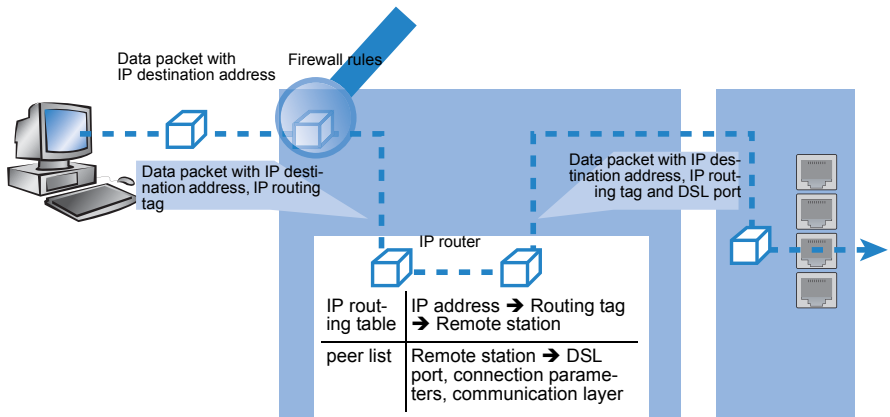 Data packet with
IP destination address
Firewall rules
Data packet with IP desti-
nation address, IP routing
tag
Data packet with IP des-
tination address, IP rout-
ing tag and DSL port
IP router
IP rout-
ing table
IP address ➔ Routing tag
➔ Remote station
peer list
Remote station ➔ DSL
port, connection parame-
ters, communication layer